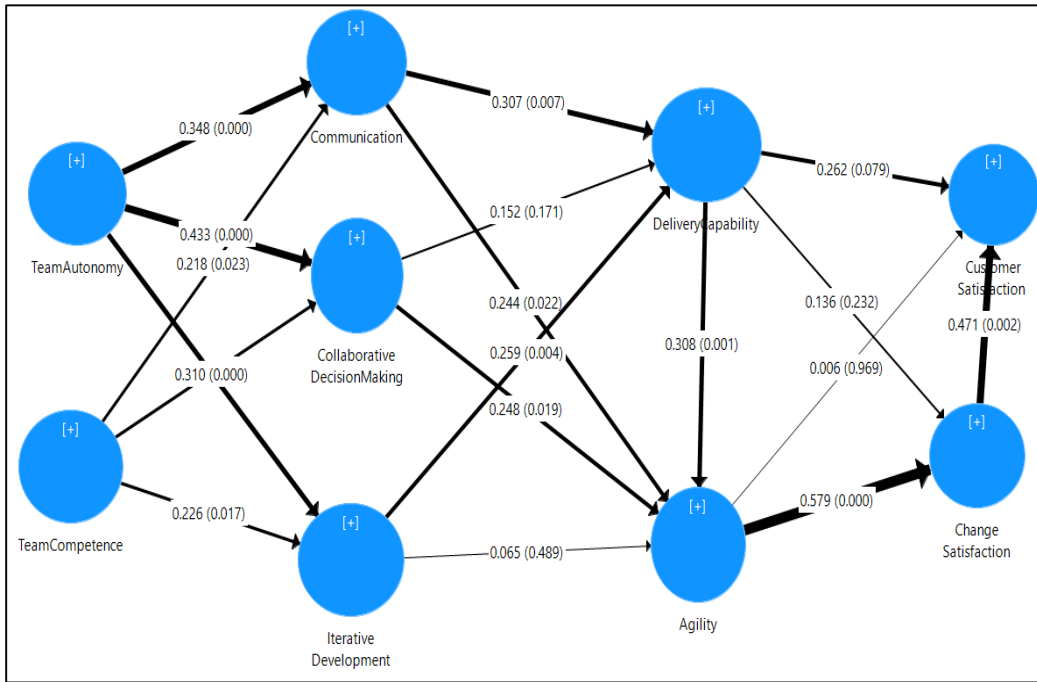 [+]
Communication
[+]
TeamAutonomy
[+]
DeliveryCapability
[+]
Customer
Satisfaction
[+]
Collaborative
DecisionMaking
[+]
TeamCompetence
[+]
Iterative
Development
[+]
Agility
[+]
Change
Satisfaction
0.348 (0.000)
0.433 (0.000)
0.218 (0.023)
0.310 (0.000)
0.226 (0.017)
0.307 (0.007)
0.152 (0.171)
0.244 (0.022)
0.259 (0.004)
0.248 (0.019)
0.065 (0.489)
0.262 (0.079)
0.136 (0.232)
0.308 (0.001)
0.006 (0.969)
0.471 (0.002)
0.579 (0.000)